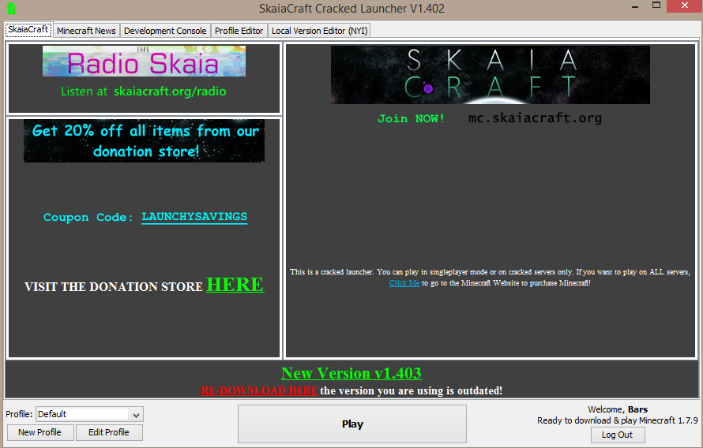 SkaiaCraft Cracked Launcher V1.402
SkaiaCraft Minecraft News Development Console Profile Editor Local Version Editor (NYI)
Radio Skaia
Listen at skaiacraft.org/radio
Get 20% off all items from our
donation store!
Coupon Code: LAUNCHYSAVINGS
VISIT THE DONATION STORE HERE
SKAIA
CRAFT
Join NOW! mc.skaiacraft.org
This is a cracked launcher. You can play in singleplayer mode or on cracked servers only. If you want to play on ALL servers,
Click Me to go to the Minecraft Website to purchase Minecraft!
New Version v1.403
RE-DOWNLOAD HERE the version you are using is outdated!
Profile: Default
New Profile Edit Profile
Play
Welcome, Bars
Ready to download & play Minecraft 1.7.9
Log Out